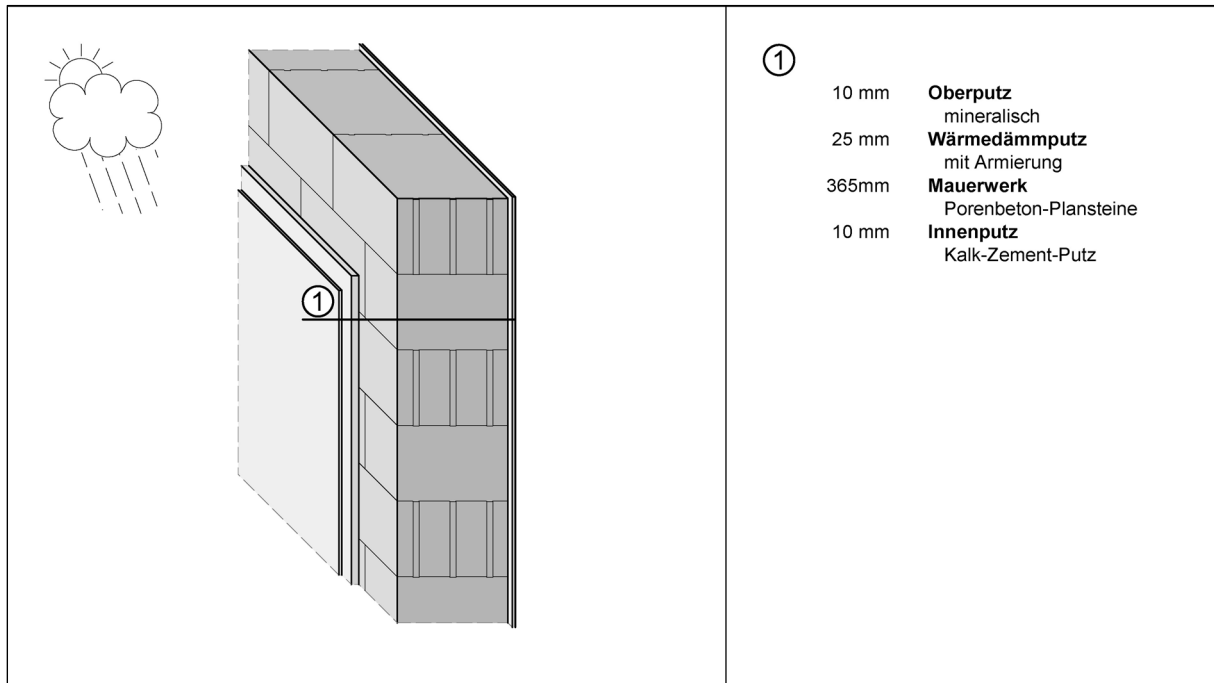 1
1
10 mm Oberputz
mineralisch
25 mm Wärmedämmputz
mit Armierung
365mm Mauerwerk
Porenbeton-Plansteine
10 mm Innenputz
Kalk-Zement-Putz